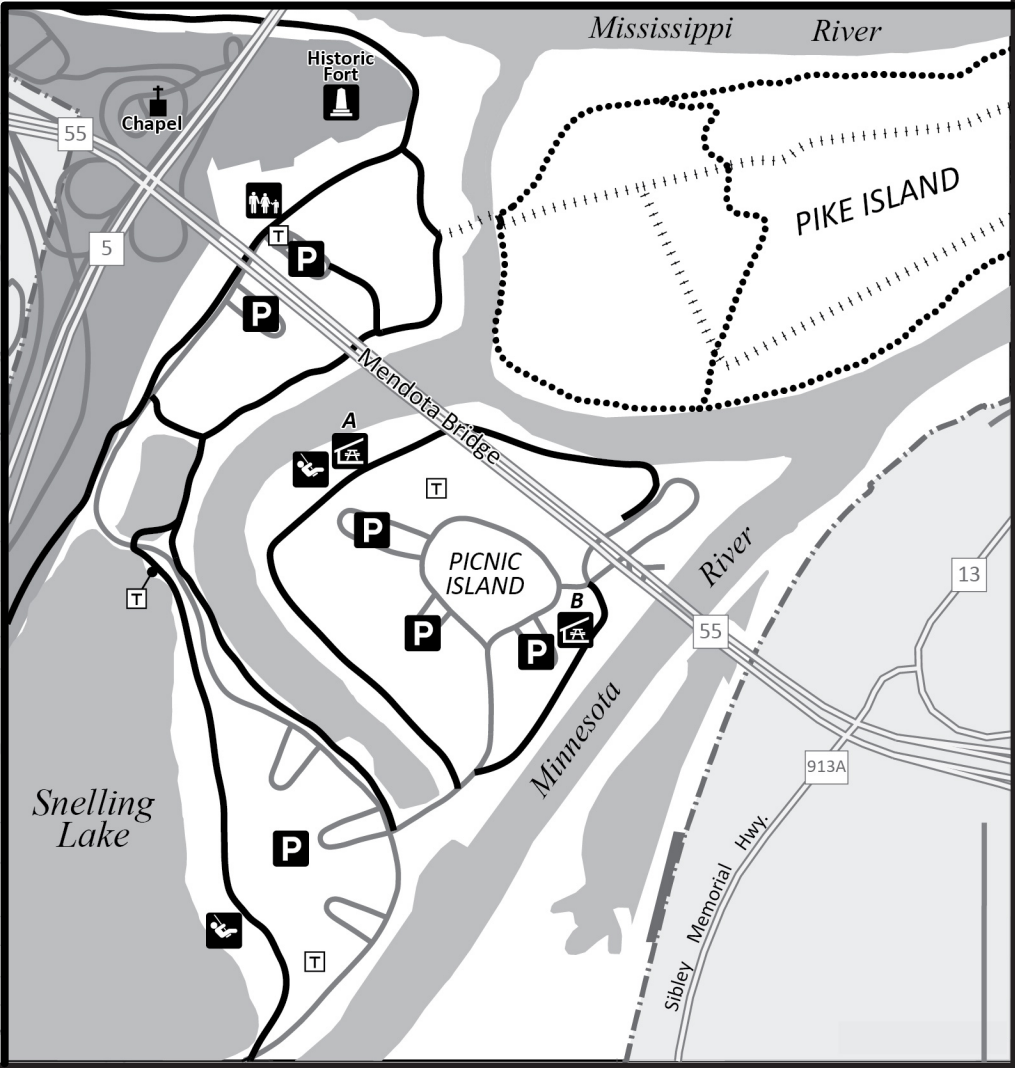 Mississippi River
Historic
Fort
Chapel
55
5
T
P
P
PIKE ISLAND
Mendota Bridge
A
T
P
PICNIC
ISLAND
River
13
B
P
P
55
T
Minnesota
913A
Snelling
Lake
P
Sibley Memorial Hwy.
T